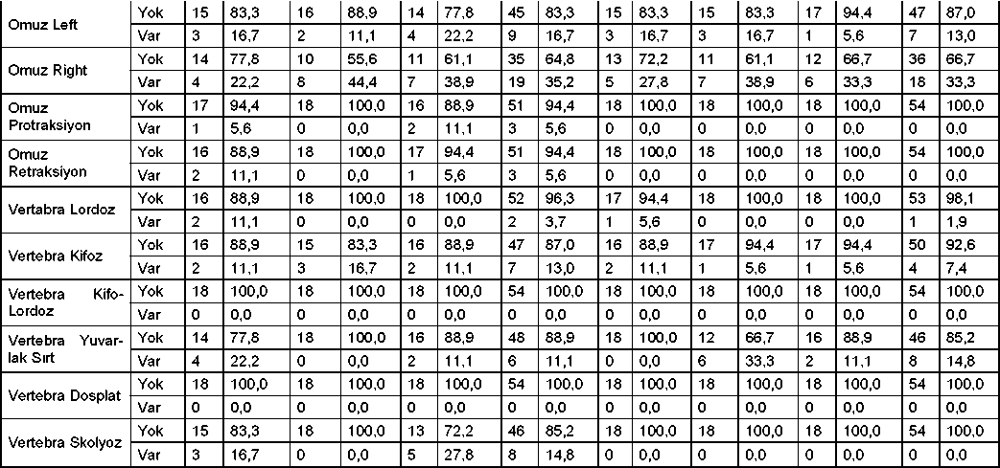 Omuz Left Yok 15 83,3 16 88,9 14 77,8 45 83,3 15 83,3 15 83,3 17 94,4 47 87,0
Var 3 16,7 2 11,1 4 22,2 9 16,7 3 16,7 3 16,7 1 5,6 7 13,0
Omuz Right Yok 14 77,8 10 55,6 11 61,1 35 64,8 13 72,2 11 61,1 12 66,7 36 66,7
Var 4 22,2 8 44,4 7 38,9 19 35,2 5 27,8 7 38,9 6 33,3 18 33,3
Omuz Yok 17 94,4 18 100,0 16 88,9 51 94,4 18 100,0 18 100,0 18 100,0 54 100,0
Protraksiyon Var 1 5,6 0 0,0 2 11,1 3 5,6 0 0,0 0 0,0 0 0,0 0 0,0
Omuz Yok 16 88,9 18 100,0 17 94,4 51 94,4 18 100,0 18 100,0 18 100,0 54 100,0
Retraksiyon Var 2 11,1 0 0,0 1 5,6 3 5,6 0 0,0 0 0,0 0 0,0 0 0,0
Vertabra Lordoz Yok 16 88,9 18 100,0 18 100,0 52 96,3 17 94,4 18 100,0 18 100,0 53 98,1
Var 2 11,1 0 0,0 0 0,0 2 3,7 1 5,6 0 0,0 0 0,0 1 1,9
Vertebra Kifoz Yok 16 88,9 15 83,3 16 88,9 47 87,0 16 88,9 17 94,4 17 94,4 50 92,6
Var 2 11,1 3 16,7 2 11,1 7 13,0 2 11,1 1 5,6 1 5,6 4 7,4
Vertebra Kifo- Yok 18 100,0 18 100,0 18 100,0 54 100,0 18 100,0 18 100,0 18 100,0 54 100,0
Lordoz Var 0 0,0 0 0,0 0 0,0 0 0,0 0 0,0 0 0,0 0 0,0 0 0,0
Vertebra Yuvar- Yok 14 77,8 18 100,0 16 88,9 48 88,9 18 100,0 12 66,7 16 88,9 46 85,2
lak Sırt Var 4 22,2 0 0,0 2 11,1 6 11,1 0 0,0 6 33,3 2 11,1 8 14,8
Vertebra Dosplat Yok 18 100,0 18 100,0 18 100,0 54 100,0 18 100,0 18 100,0 18 100,0 54 100,0
Var 0 0,0 0 0,0 0 0,0 0 0,0 0 0,0 0 0,0 0 0,0 0 0,0
Vertebra Skolyoz Yok 15 83,3 18 100,0 13 72,2 46 85,2 18 100,0 18 100,0 18 100,0 54 100,0
Var 3 16,7 0 0,0 5 27,8 8 14,8 0 0,0 0 0,0 0 0,0 0 0,0